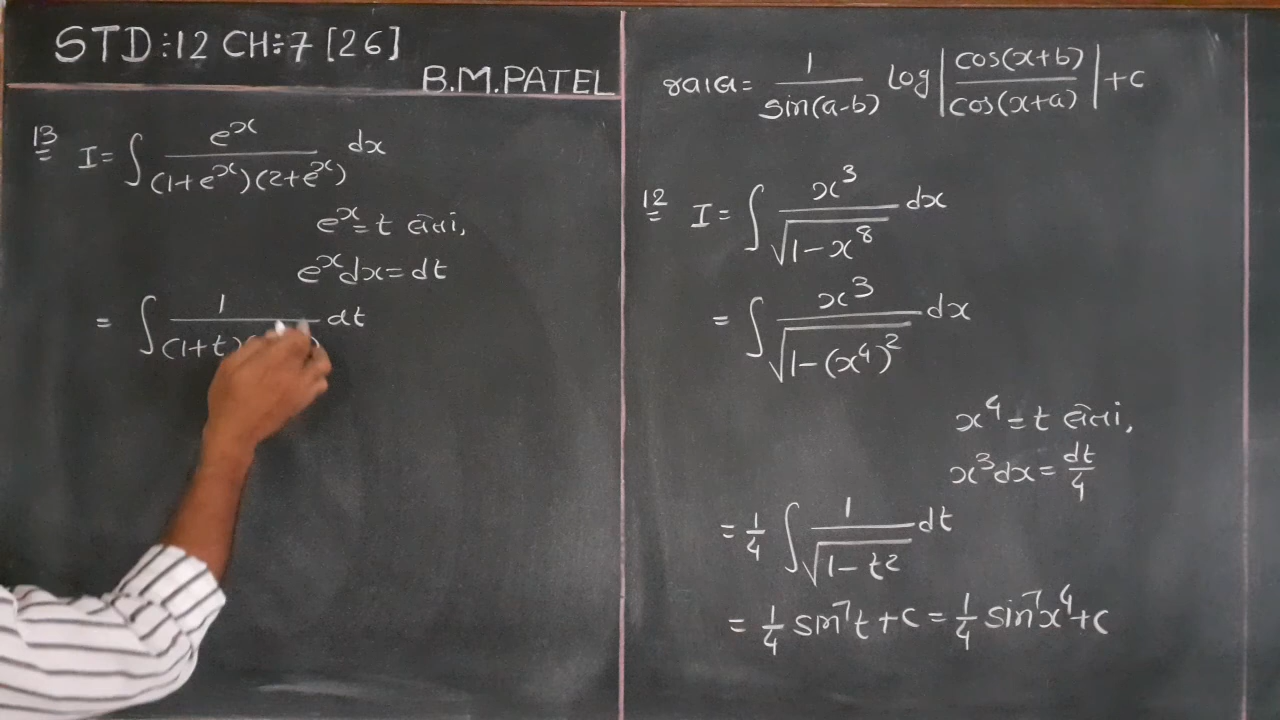 STD:-12 CH:-7 [26]
B.M.PATEL
13 I = ∫ e^x / (1+e^x)(2+e^x) dx
e^x = t લેતાં,
e^x dx = dt
= ∫ 1 / (1+t) dt
જવાબ = 1 / sin(a-b) log | cos(x+b) / cos(x+a) | + c
12 I = ∫ x^3 / √(1-x^8) dx
= ∫ x^3 / √(1-(x^4)^2) dx
x^4 = t લેતાં,
x^3 dx = dt/4
= 1/4 ∫ 1 / √(1-t^2) dt
= 1/4 sin^-1 t + c = 1/4 sin^-1 x^4 + c